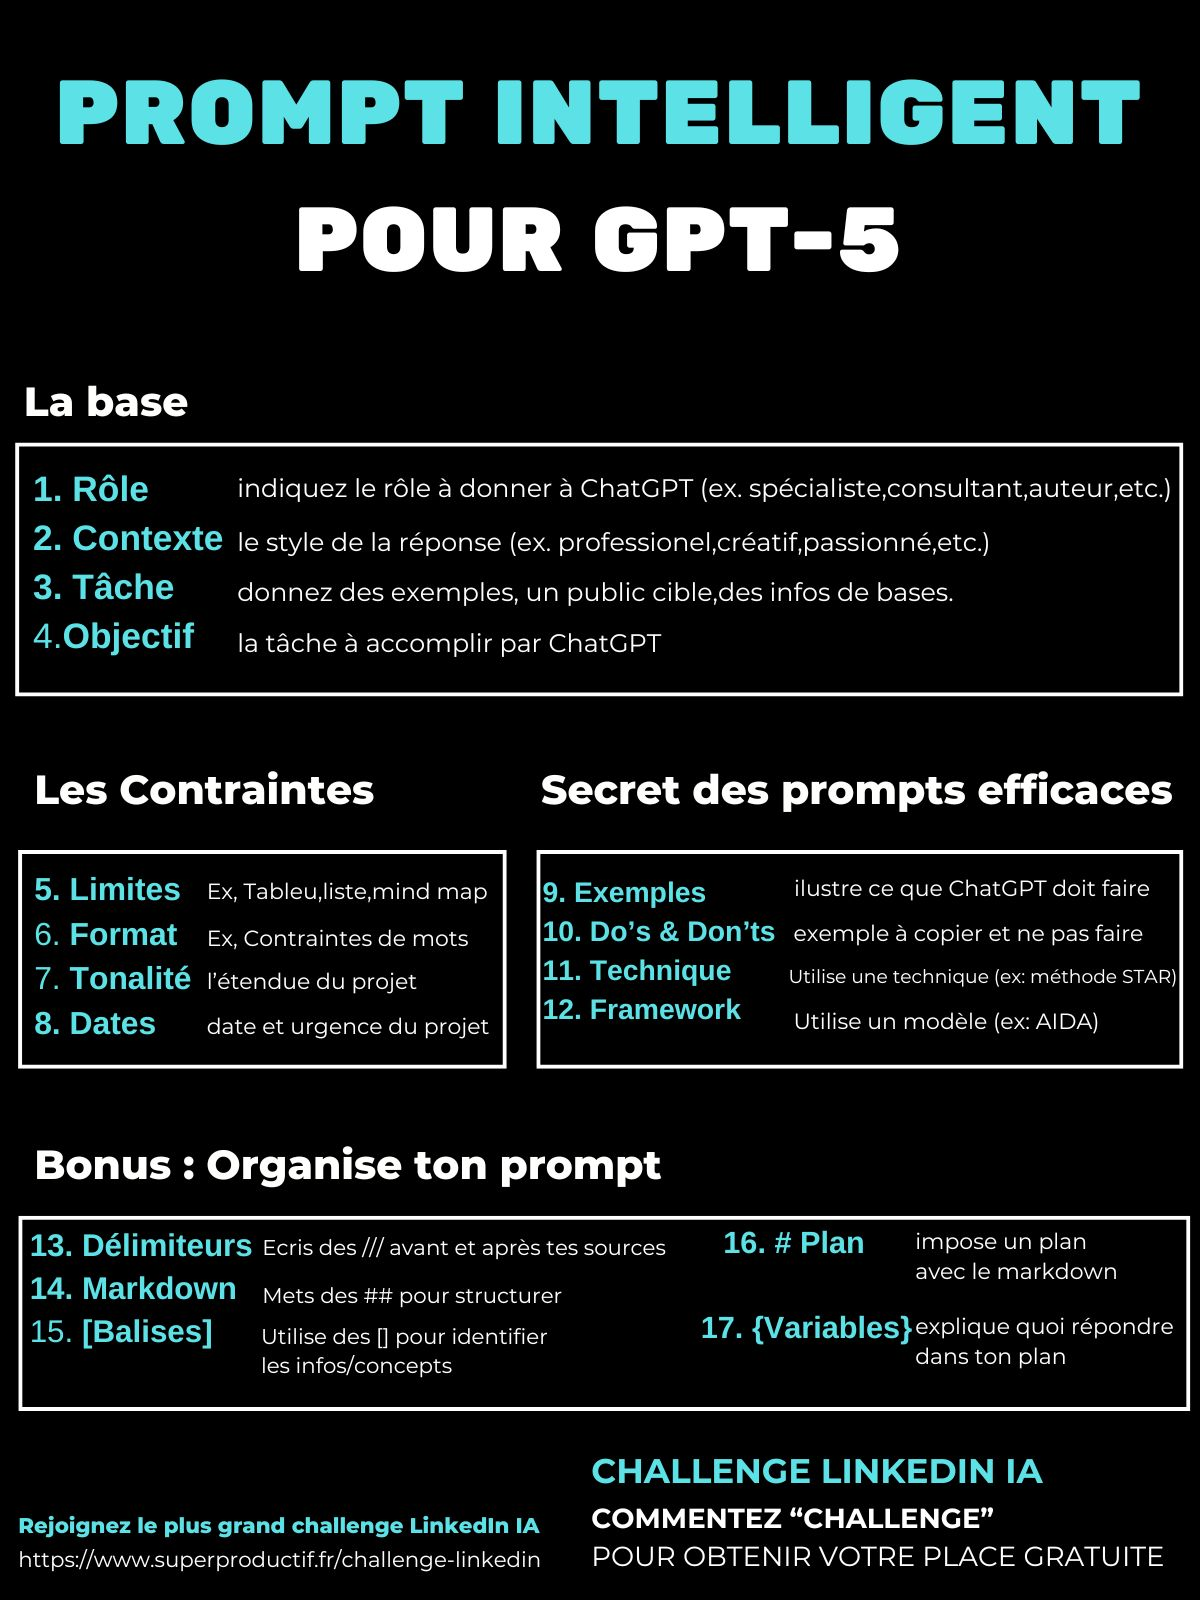 PROMPT INTELLIGENT
POUR GPT-5
La base
1. Rôle indiquez le rôle à donner à ChatGPT (ex. spécialiste,consultant,auteur,etc.)
2. Contexte le style de la réponse (ex. professionel,créatif,passionné,etc.)
3. Tâche donnez des exemples, un public cible,des infos de bases.
4.Objectif la tâche à accomplir par ChatGPT
Les Contraintes
5. Limites Ex, Tableu,liste,mind map
6. Format Ex, Contraintes de mots
7. Tonalité l’étendue du projet
8. Dates date et urgence du projet
Secret des prompts efficaces
9. Exemples ilustre ce que ChatGPT doit faire
10. Do’s & Don’ts exemple à copier et ne pas faire
11. Technique Utilise une technique (ex: méthode STAR)
12. Framework Utilise un modèle (ex: AIDA)
Bonus : Organise ton prompt
13. Délimiteurs Ecris des /// avant et après tes sources
14. Markdown Mets des ## pour structurer
15. [Balises] Utilise des [] pour identifier
les infos/concepts
16. # Plan impose un plan
avec le markdown
17. {Variables} explique quoi répondre
dans ton plan
Rejoignez le plus grand challenge LinkedIn IA
https://www.superproductif.fr/challenge-linkedin
CHALLENGE LINKEDIN IA
COMMENTEZ “CHALLENGE”
POUR OBTENIR VOTRE PLACE GRATUITE